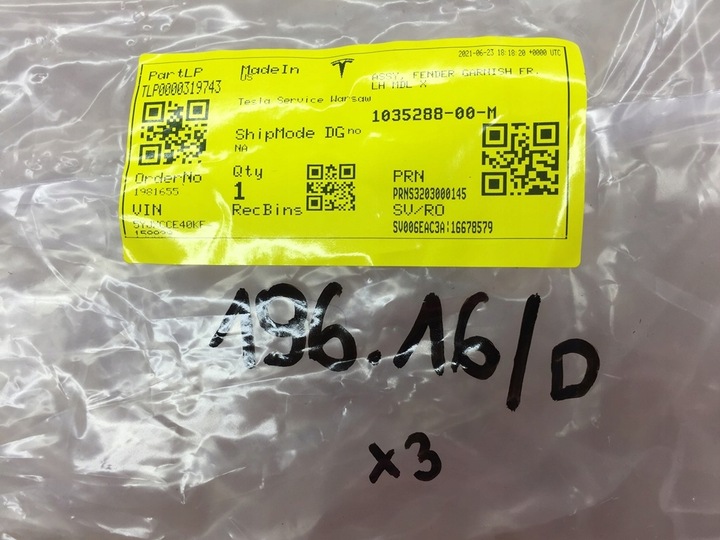 2021-06-23 18:18:20 +0000 UTC
PartLP
TLP0000319743
MadeIn
US
ASSY, FENDER GARNISH FR,
LH MDL X
Tesla Service Warsaw
1035288-00-M
ShipMode DG no
NA
OrderNo
1981655
Qty
1
PRN
PRNS3203000145
VIN
RecBins
SV/RO
SV006EAC3A:16678579
196.16/D
x3